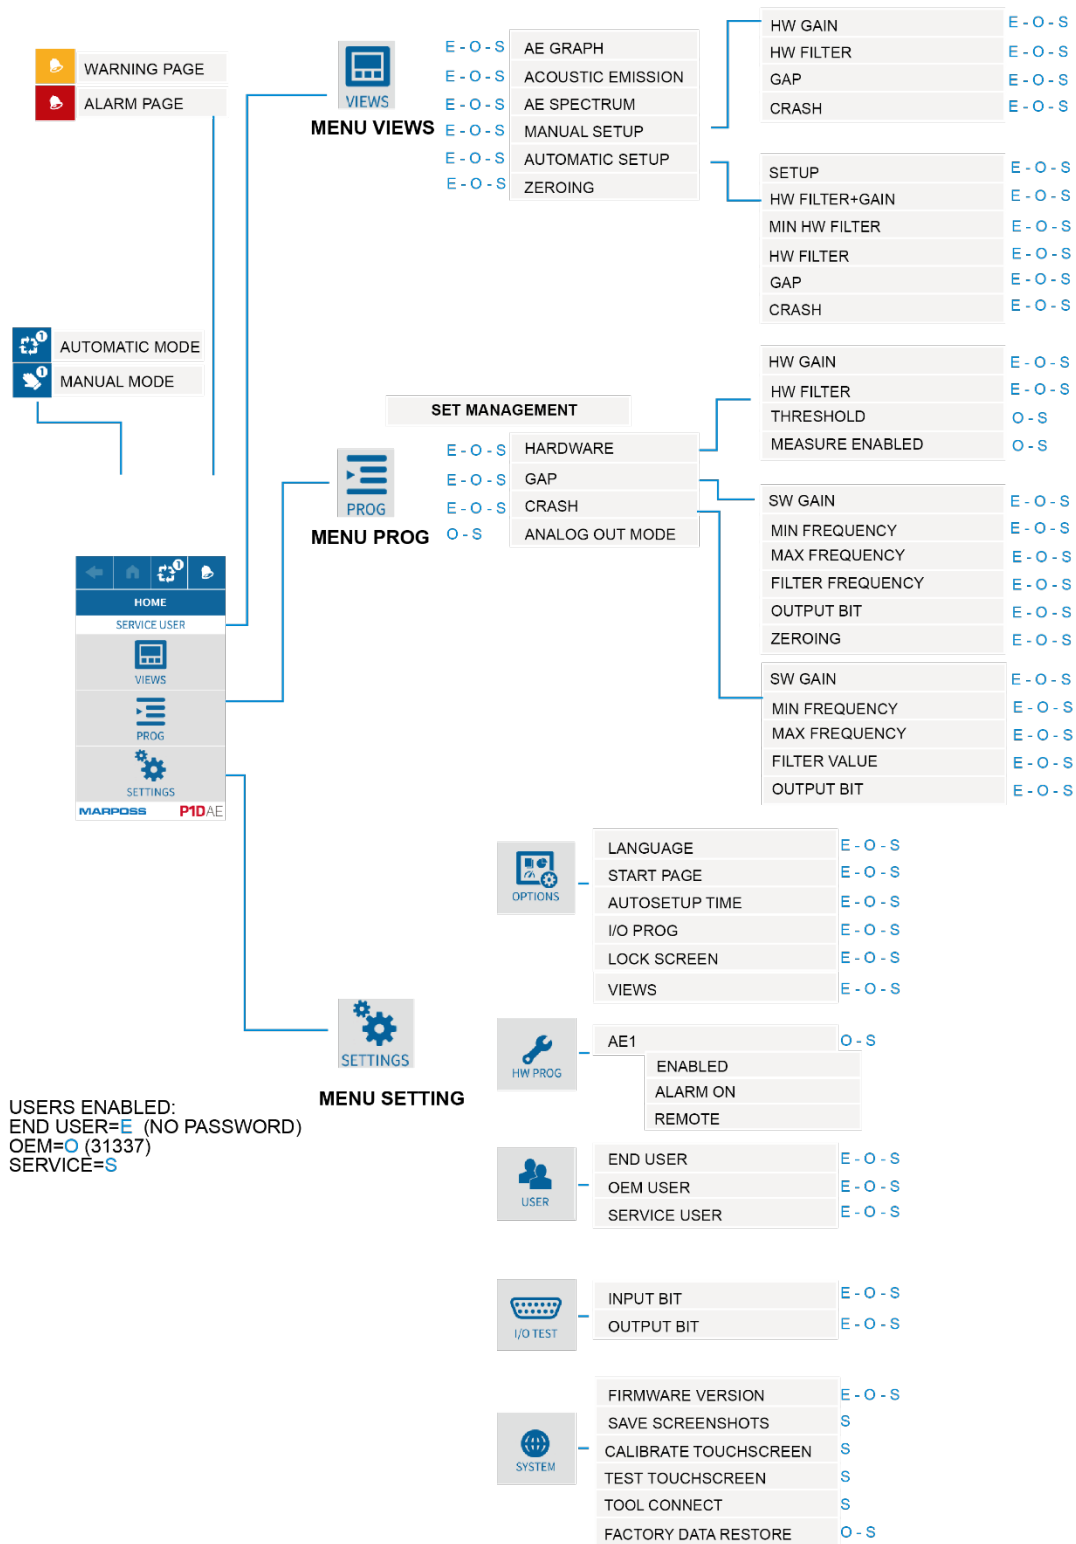 WARNING PAGE
ALARM PAGE
VIEWS
MENU VIEWS
E - O - S AE GRAPH
E - O - S ACOUSTIC EMISSION
E - O - S AE SPECTRUM
E - O - S MANUAL SETUP
E - O - S AUTOMATIC SETUP
E - O - S ZEROING
HW GAIN E - O - S
HW FILTER E - O - S
GAP E - O - S
CRASH E - O - S
SETUP E - O - S
HW FILTER+GAIN E - O - S
MIN HW FILTER E - O - S
HW FILTER E - O - S
GAP E - O - S
CRASH E - O - S
1 AUTOMATIC MODE
1 MANUAL MODE
SET MANAGEMENT
PROG
MENU PROG
E - O - S HARDWARE
E - O - S GAP
E - O - S CRASH
O - S ANALOG OUT MODE
HW GAIN E - O - S
HW FILTER E - O - S
THRESHOLD O - S
MEASURE ENABLED O - S
SW GAIN E - O - S
MIN FREQUENCY E - O - S
MAX FREQUENCY E - O - S
FILTER FREQUENCY E - O - S
OUTPUT BIT E - O - S
ZEROING E - O - S
SW GAIN E - O - S
MIN FREQUENCY E - O - S
MAX FREQUENCY E - O - S
FILTER VALUE E - O - S
OUTPUT BIT E - O - S
1
HOME
SERVICE USER
VIEWS
PROG
SETTINGS
MARPOSS P1DAE
SETTINGS
MENU SETTING
OPTIONS
LANGUAGE E - O - S
START PAGE E - O - S
AUTOSETUP TIME E - O - S
I/O PROG E - O - S
LOCK SCREEN E - O - S
VIEWS E - O - S
HW PROG
AE1 O - S
ENABLED
ALARM ON
REMOTE
USER
END USER E - O - S
OEM USER E - O - S
SERVICE USER E - O - S
I/O TEST
INPUT BIT E - O - S
OUTPUT BIT E - O - S
SYSTEM
FIRMWARE VERSION E - O - S
SAVE SCREENSHOTS S
CALIBRATE TOUCHSCREEN S
TEST TOUCHSCREEN S
TOOL CONNECT S
FACTORY DATA RESTORE O - S
USERS ENABLED:
END USER=E (NO PASSWORD)
OEM=O (31337)
SERVICE=S